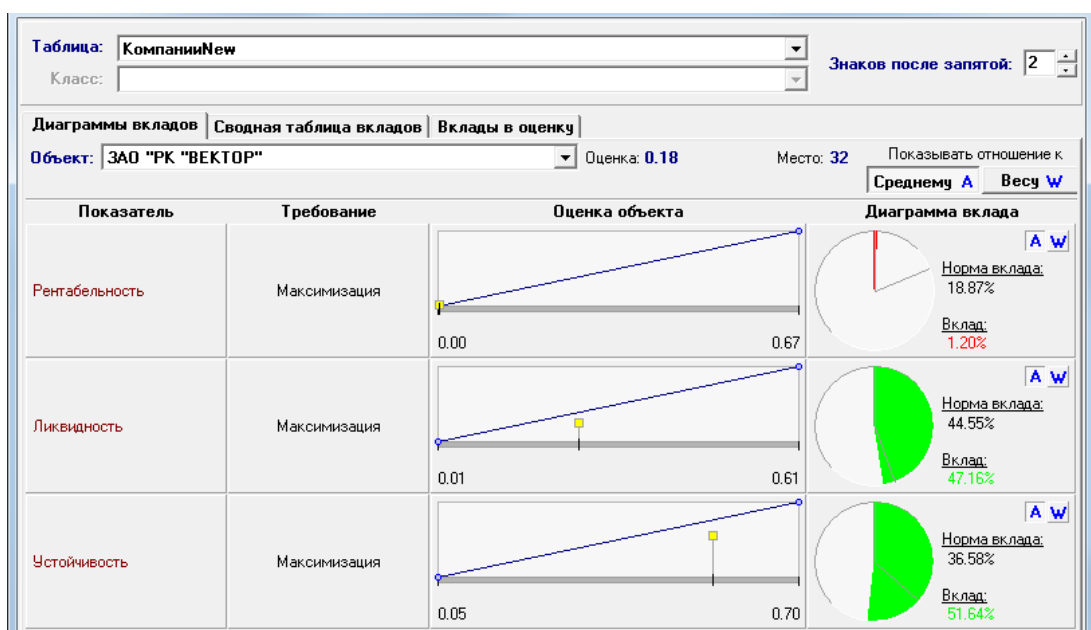 Таблица: КомпанииNew
Класс:
Знаков после запятой: 2
Диаграммы вкладов Сводная таблица вкладов Вклады в оценку
Объект: ЗАО "РК "ВЕКТОР" Оценка: 0.18 Место: 32 Показывать отношение к
Среднему A Весу W
Показатель Требование Оценка объекта Диаграмма вклада
A W
Рентабельность Максимизация
Норма вклада:
18.87%
Вклад:
1.20%
0.00 0.67
A W
Ликвидность Максимизация
Норма вклада:
44.55%
Вклад:
47.16%
0.01 0.61
A W
Устойчивость Максимизация
Норма вклада:
36.58%
Вклад:
51.64%
0.05 0.70